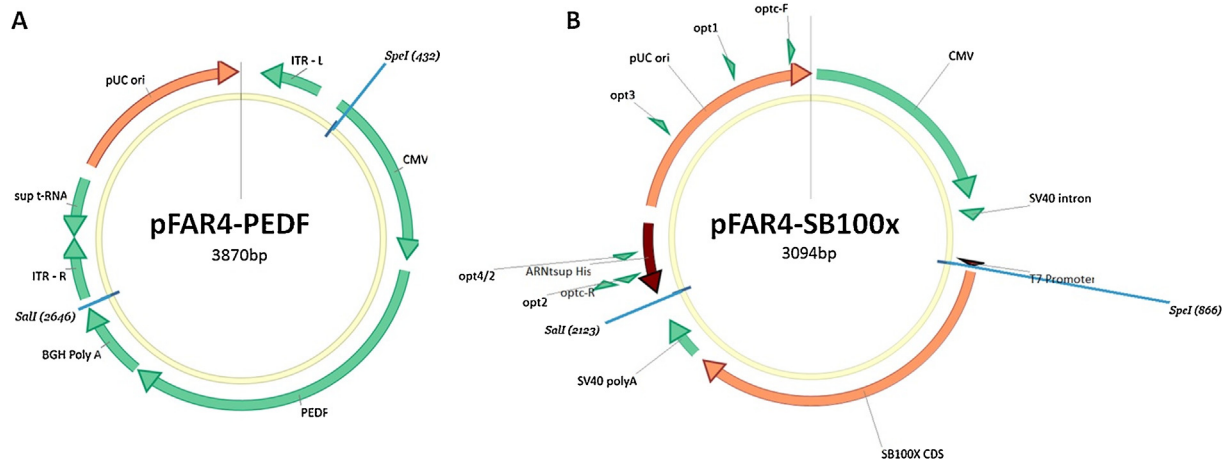 A
ITR - L
SpeI (432)
pUC ori
CMV
sup t-RNA
pFAR4-PEDF
3870bp
ITR - R
SalI (2646)
BGH Poly A
PEDF
B
optc-F
opt1
pUC ori
CMV
opt3
SV40 intron
pFAR4-SB100x
3094bp
opt4/2
ARNtsup His
T7 Promoter
optc-R
opt2
SpeI (866)
SalI (2123)
SV40 polyA
SB100X CDS